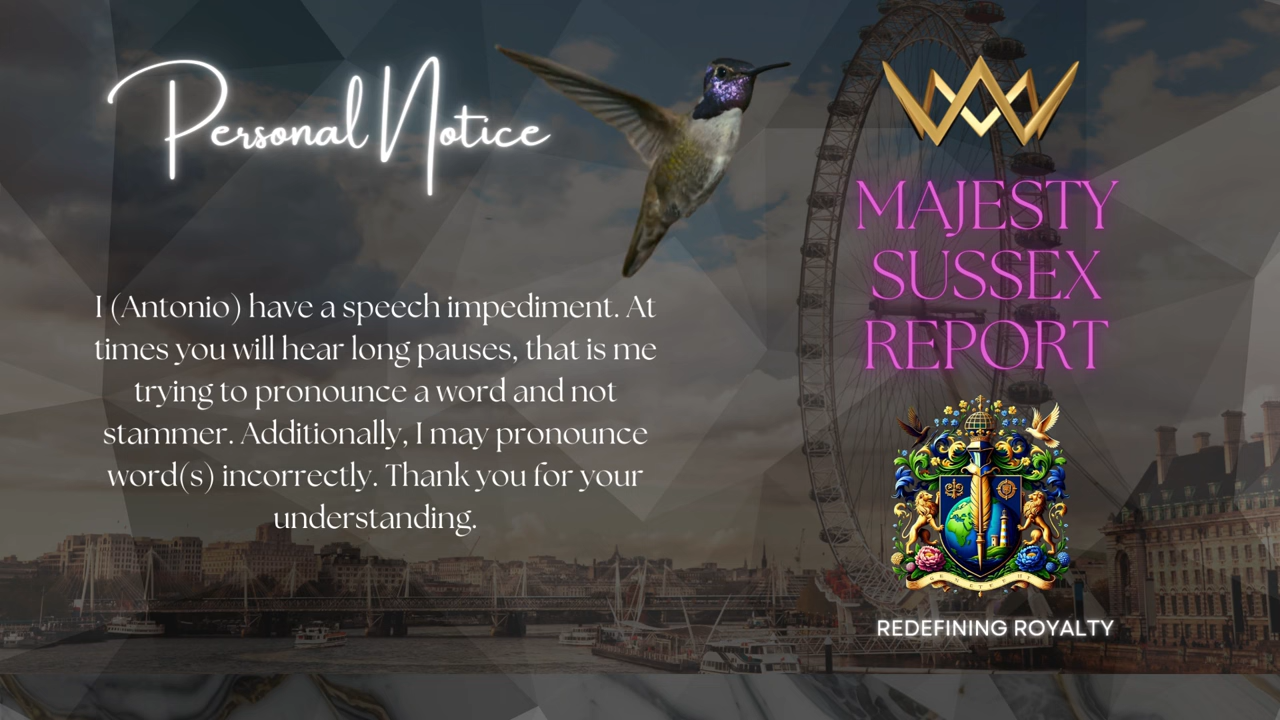 Personal Notice
I (Antonio) have a speech impediment. At
times you will hear long pauses, that is me
trying to pronounce a word and not
stammer. Additionally, I may pronounce
word(s) incorrectly. Thank you for your
understanding.
MAJESTY
SUSSEX
REPORT
REDEFINING ROYALTY